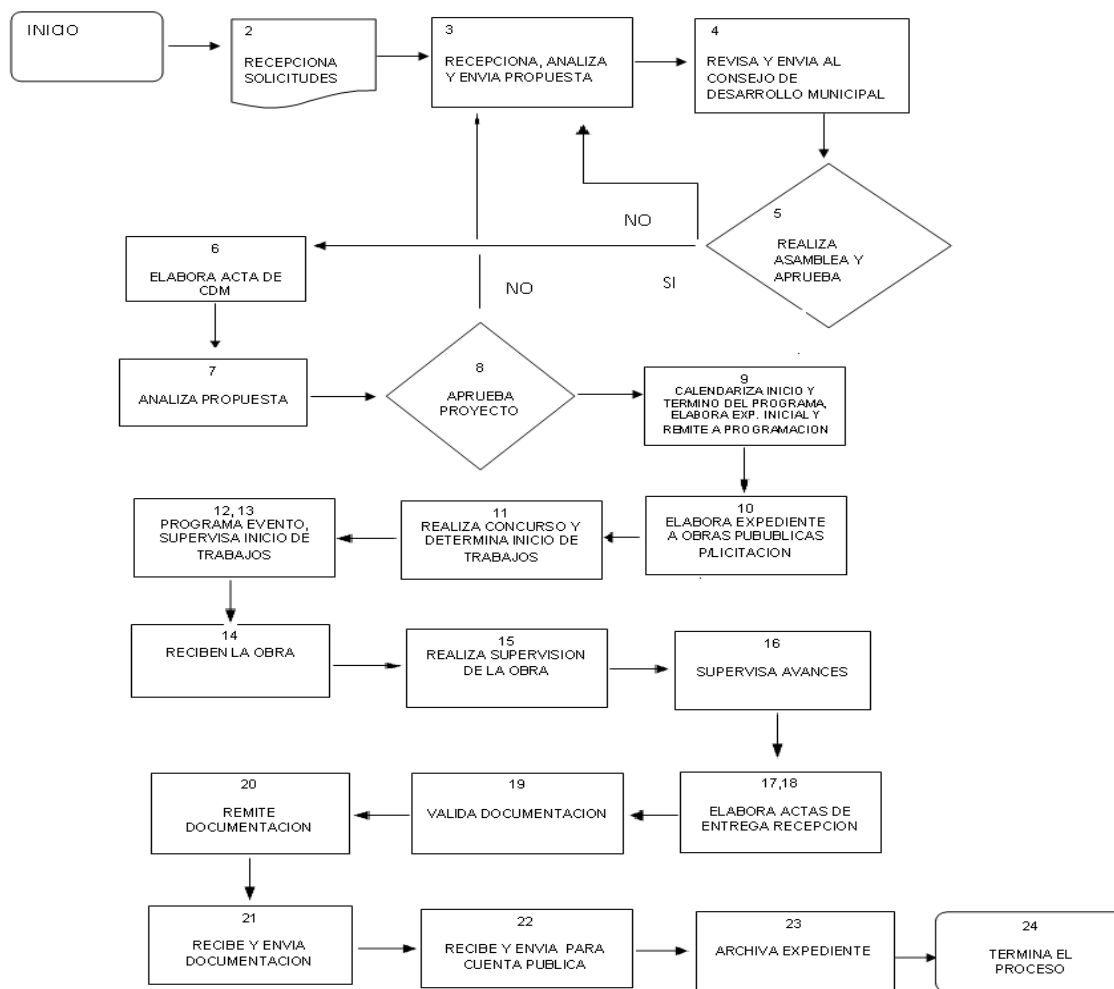 INICIO
2
RECEPCIONA
SOLICITUDES
3
RECEPCIONA, ANALIZA
Y ENVIA PROPUESTA
4
REVISA Y ENVIA AL
CONSEJO DE
DESARROLLO MUNICIPAL
5
REALIZA
ASAMBLEA Y
APRUEBA
NO
SI
6
ELABORA ACTA DE
CDM
7
ANALIZA PROPUESTA
NO
8
APRUEBA
PROYECTO
9
CALENDARIZA INICIO Y
TERMINO DEL PROGRAMA,
ELABORA EXP. INICIAL Y
REMITE A PROGRAMACION
10
ELABORA EXPEDIENTE
A OBRAS PUBUBLICAS
P/LICITACION
11
REALIZA CONCURSO Y
DETERMINA INICIO DE
TRABAJOS
12, 13
PROGRAMA EVENTO,
SUPERVISA INICIO DE
TRABAJOS
14
RECIBEN LA OBRA
15
REALIZA SUPERVISION
DE LA OBRA
16
SUPERVISA AVANCES
17,18
ELABORA ACTAS DE
ENTREGA RECEPCION
19
VALIDA DOCUMENTACION
20
REMITE
DOCUMENTACION
21
RECIBE Y ENVIA
DOCUMENTACION
22
RECIBE Y ENVIA PARA
CUENTA PUBLICA
23
ARCHIVA EXPEDIENTE
24
TERMINA EL
PROCESO